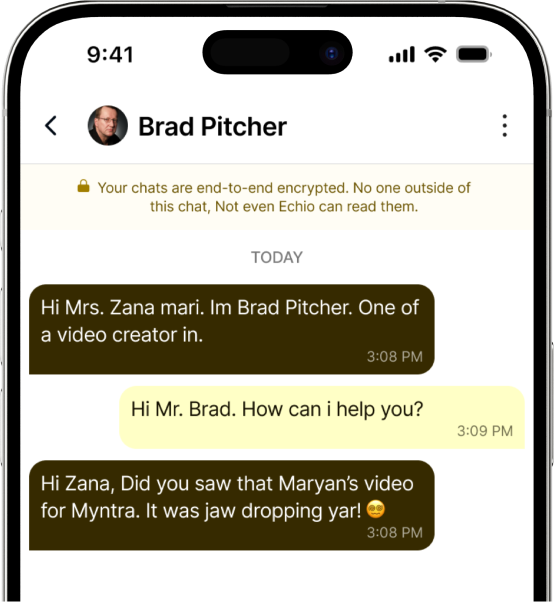 9:41
Brad Pitcher
Your chats are end-to-end encrypted. No one outside of
this chat, Not even Echio can read them.
TODAY
Hi Mrs. Zana mari. Im Brad Pitcher. One of
a video creator in.
3:08 PM
Hi Mr. Brad. How can i help you?
3:09 PM
Hi Zana, Did you saw that Maryan’s video
for Myntra. It was jaw dropping yar! 😵‍💫
3:08 PM